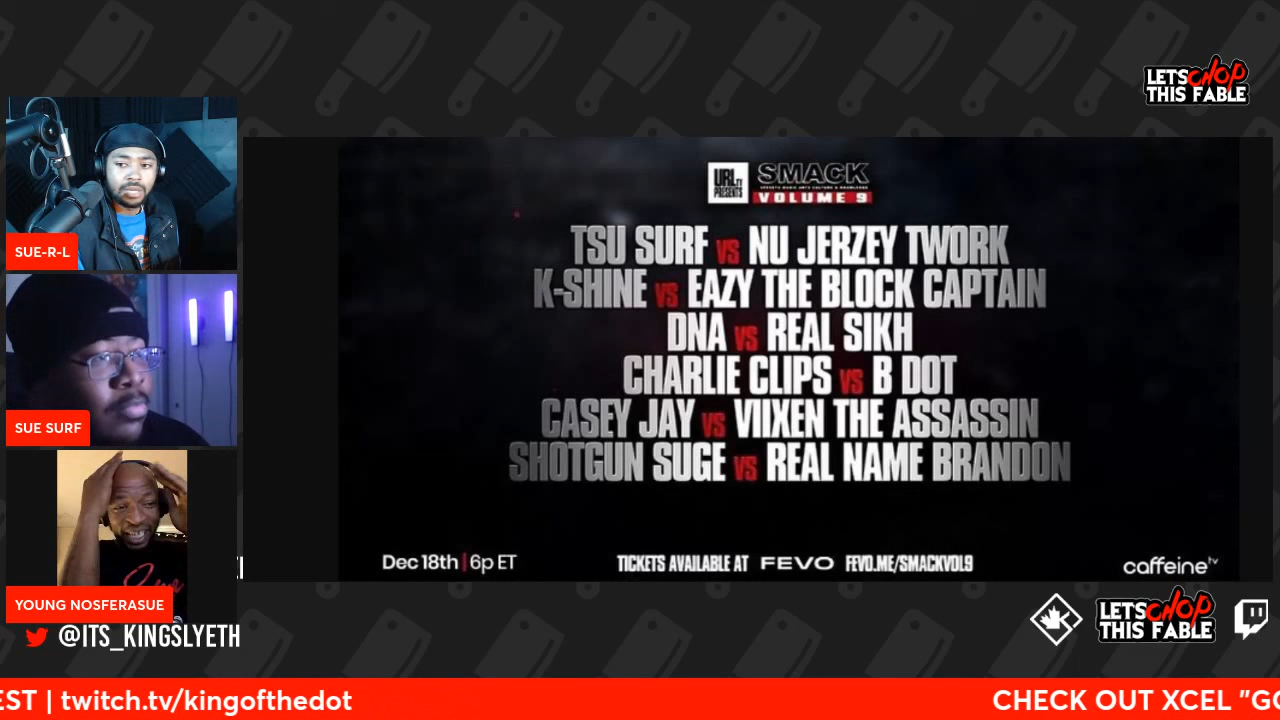 LETS CHOP
THIS FABLE
SUE-R-L
SUE SURF
YOUNG NOSFERASUE
@ITS_KINGSLYETH
URLTV
PRESENTS
SMACK
VOLUME 9
TSU SURF VS NU JERZEY TWORK
K-SHINE VS EAZY THE BLOCK CAPTAIN
DNA VS REAL SIKH
CHARLIE CLIPS VS B DOT
CASEY JAY VS VIIXEN THE ASSASSIN
SHOTGUN SUGE VS REAL NAME BRANDON
Dec 18th | 6p ET
TICKETS AVAILABLE AT FEVO FEVO.ME/SMACKVOL9
caffeine tv
LETS CHOP
THIS FABLE
EST | twitch.tv/kingofthedot
CHECK OUT XCEL "GO